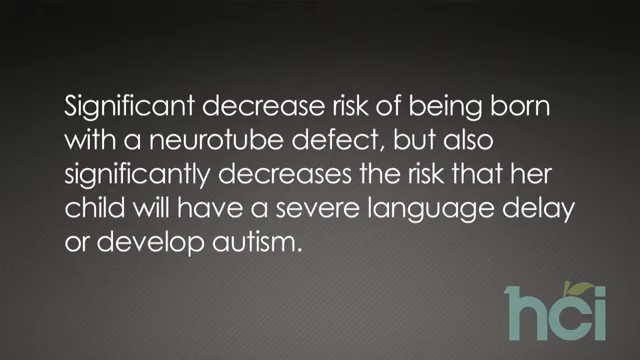 Significant decrease risk of being born
with a neurotube defect, but also
significantly decreases the risk that her
child will have a severe language delay
or develop autism.
hci